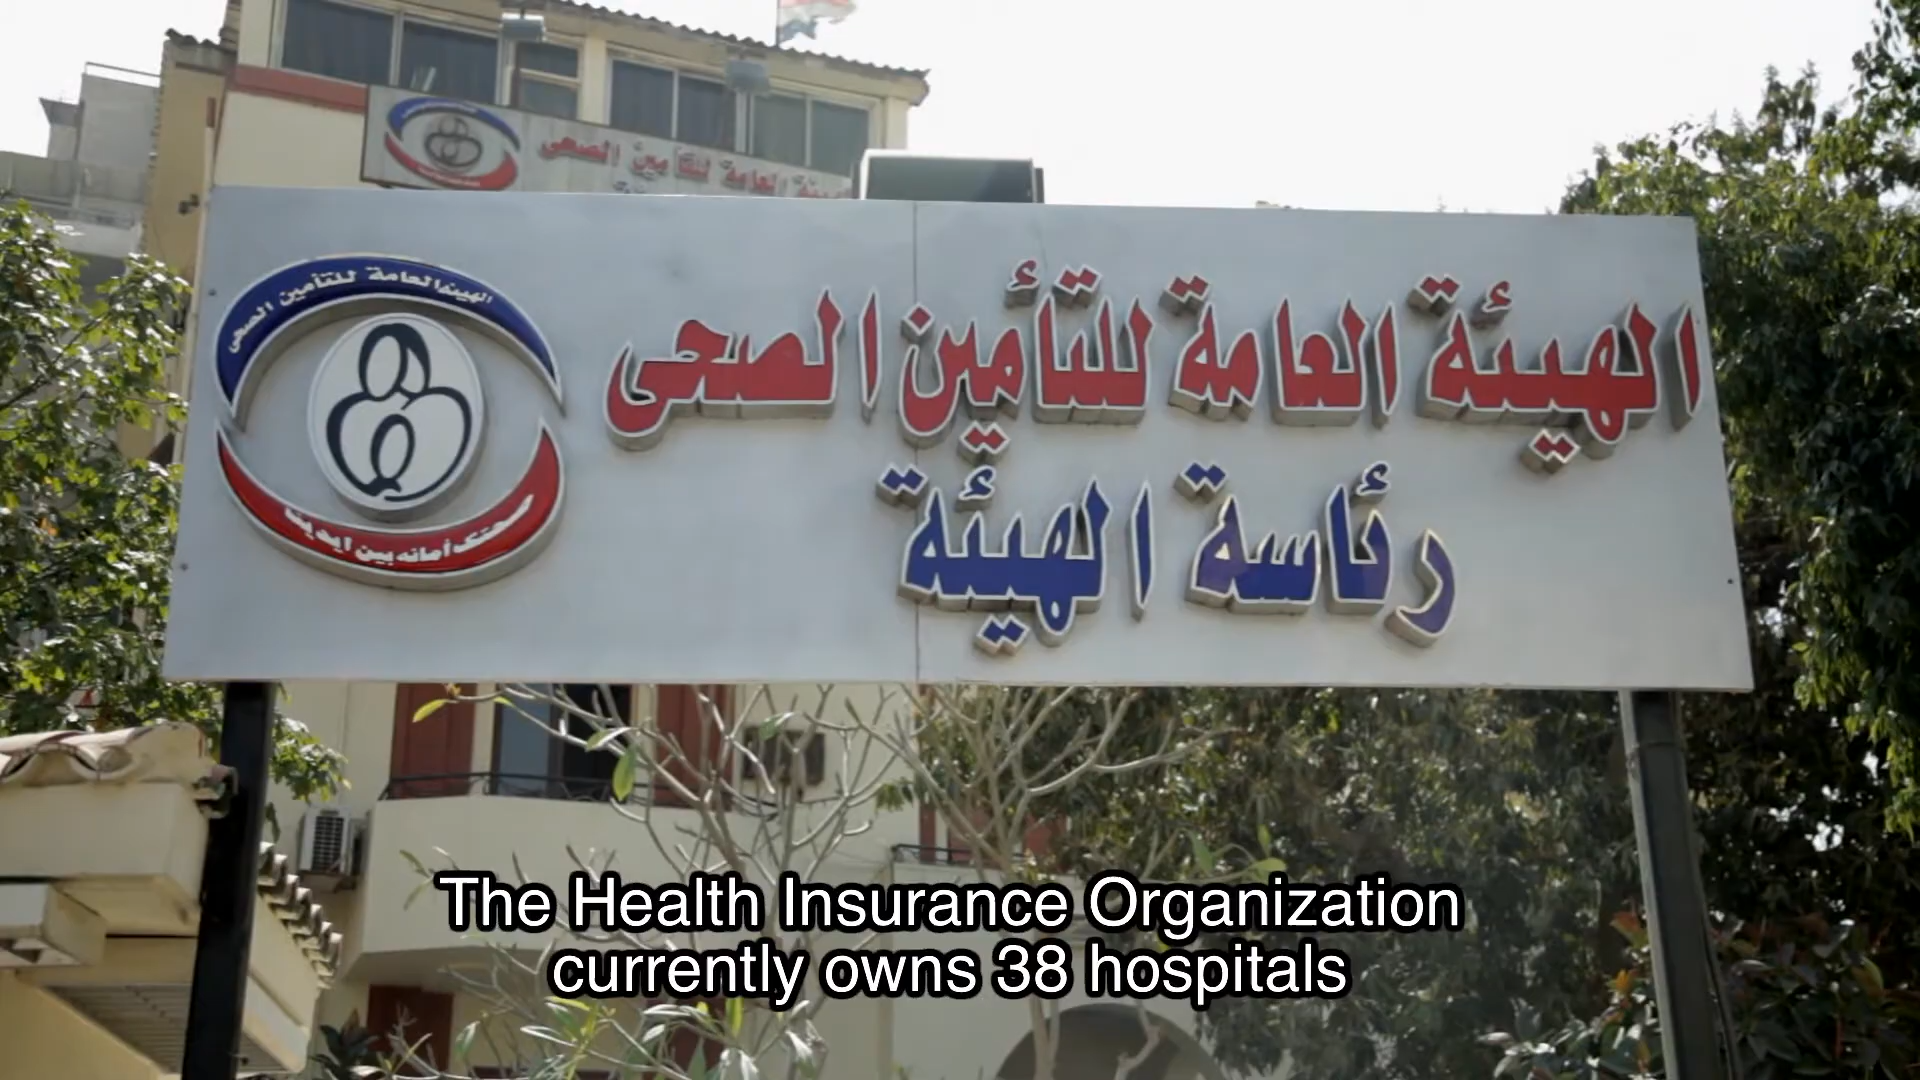 الهيئة العامة للتأمين الصحى
الهيئة العامة للتأمين الصحى
الهيئة العامة للتأمين الصحى
رئاسة الهيئة
صحتك أمانه بين ايدينا
The Health Insurance Organization
currently owns 38 hospitals